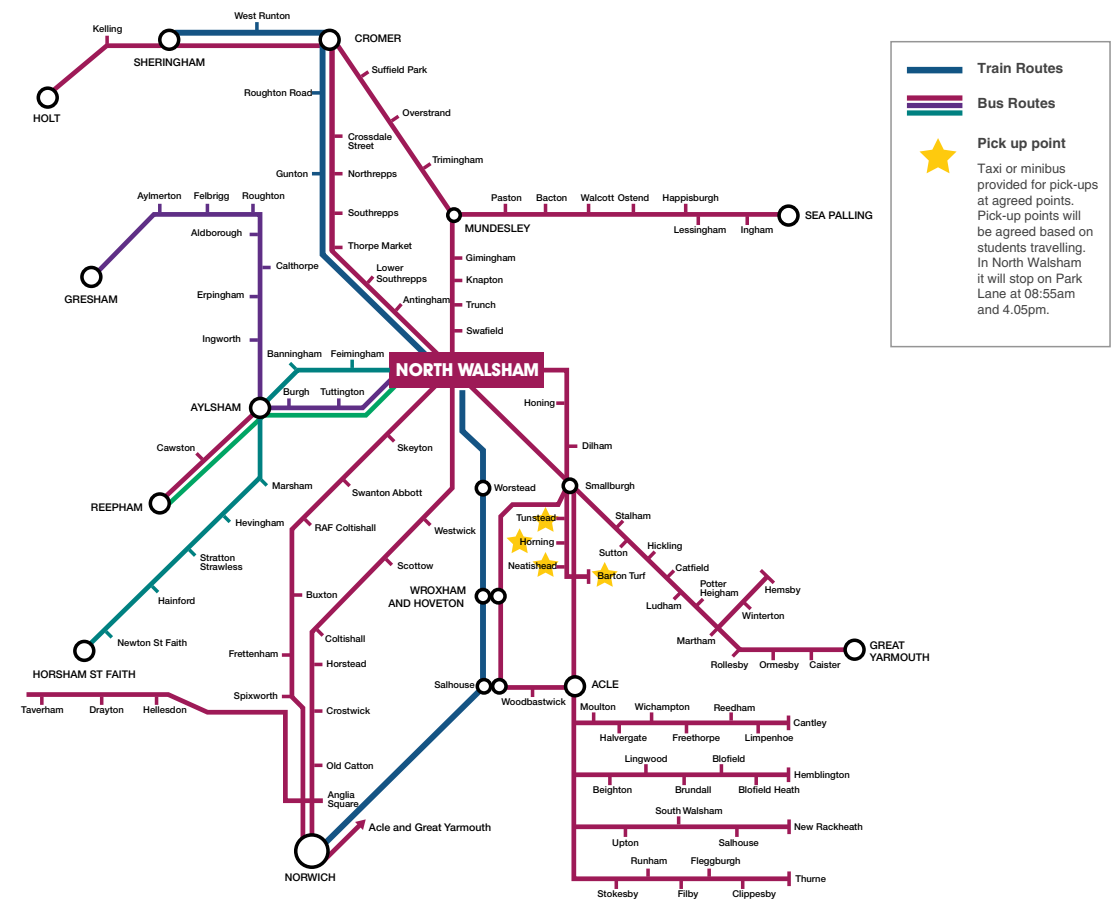 West Runton
Kelling
CROMER
SHERINGHAM
HOLT
Suffield Park
Roughton Road
Overstrand
Crossdale
Street
Trimingham
Gunton
Northrepps
Southrepps
Thorpe Market
Lower
Southrepps
Antingham
Aylmerton
Felbrigg
Roughton
Aldborough
Calthorpe
GRESHAM
Erpingham
Ingworth
Paston
Bacton
Walcott
Ostend
Happisburgh
SEA PALLING
MUNDESLEY
Lessingham
Ingham
Gimingham
Knapton
Trunch
Swafield
Train Routes
Bus Routes
Pick up point
Taxi or minibus
provided for pick-ups
at agreed points.
Pick-up points will
be agreed based on
students travelling.
In North Walsham
it will stop on Park
Lane at 08:55am
and 4.05pm.
Banningham
Feimingham
NORTH WALSHAM
Burgh
Tuttington
AYLSHAM
Cawston
REEPHAM
Marsham
Hevingham
Stratton
Strawless
Hainford
Newton St Faith
HORSHAM ST FAITH
Skeyton
Swanton Abbott
RAF Coltishall
Westwick
Scottow
Buxton
Coltishall
Frettenham
Horstead
Spixworth
Crostwick
Taverham
Drayton
Hellesdon
Old Catton
Anglia
Square
Acle and Great Yarmouth
NORWICH
Honing
Dilham
Worstead
Smallburgh
Tunstead
Horning
Neatishead
Barton Turf
WROXHAM
AND HOVETON
Salhouse
Woodbastwick
ACLE
Stalham
Sutton
Hickling
Catfield
Potter
Heigham
Ludham
Hemsby
Winterton
Martham
Rollesby
Ormesby
Caister
GREAT
YARMOUTH
Moulton
Wichampton
Reedham
Cantley
Halvergate
Freethorpe
Limpenhoe
Lingwood
Blofield
Hemblington
Beighton
Brundall
Blofield Heath
South Walsham
New Rackheath
Upton
Salhouse
Runham
Fleggburgh
Thurne
Stokesby
Filby
Clippesby